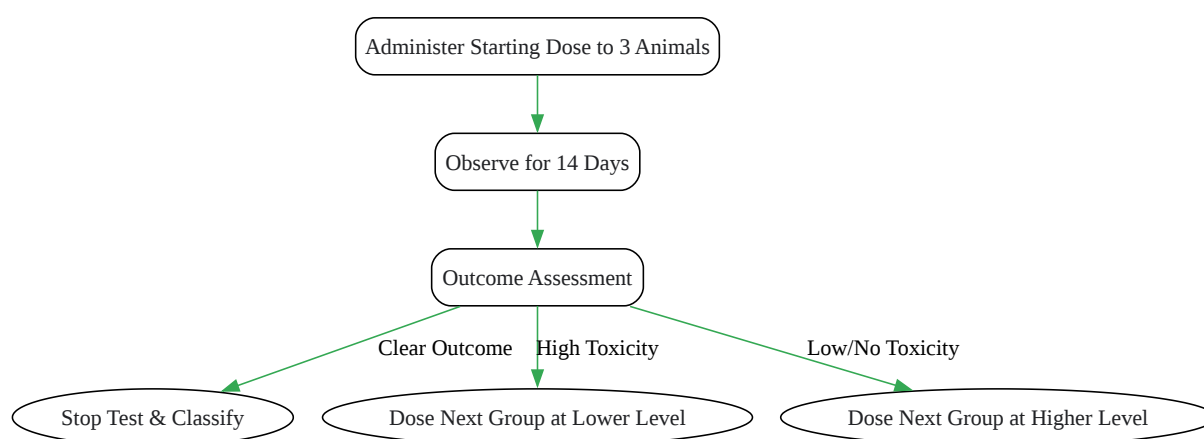 Administer Starting Dose to 3 Animals
Observe for 14 Days
Outcome Assessment
Clear Outcome
High Toxicity
Low/No Toxicity
Stop Test & Classify
Dose Next Group at Lower Level
Dose Next Group at Higher Level